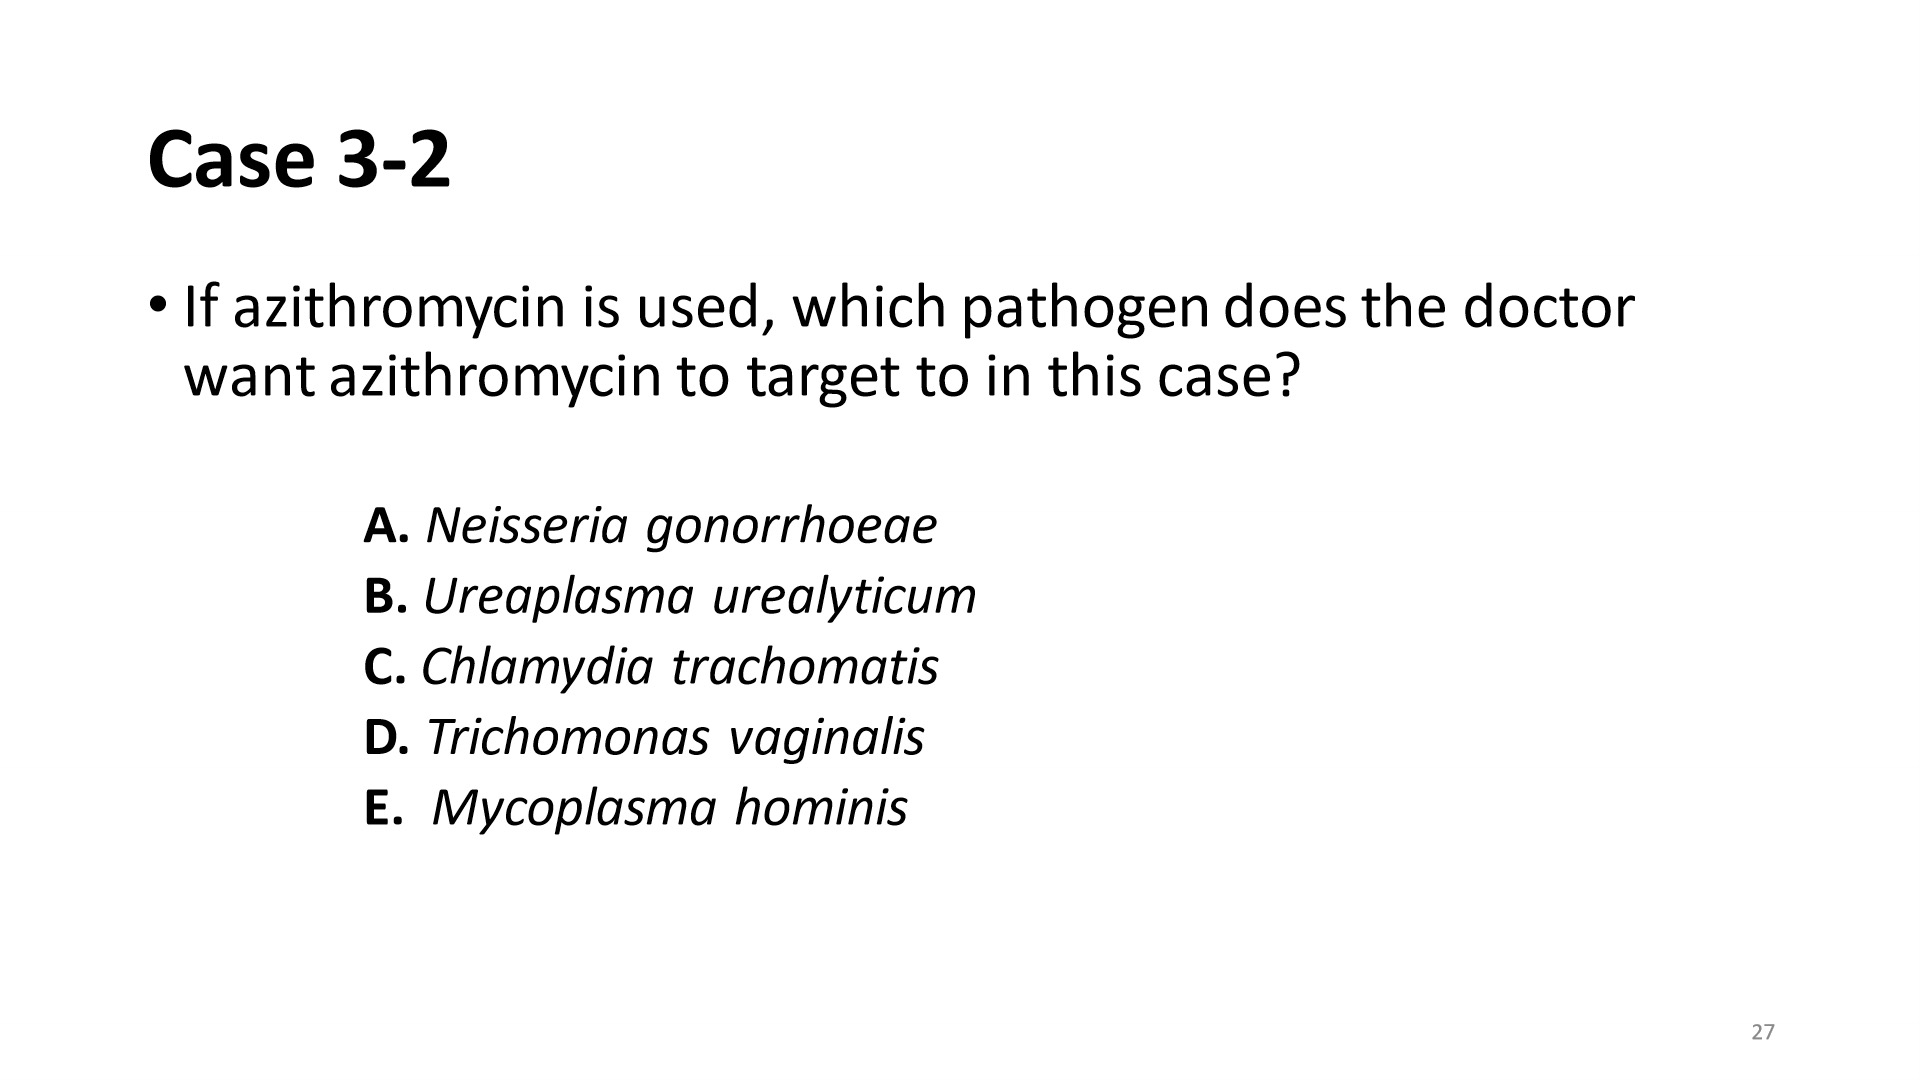 Case 3-2
• If azithromycin is used, which pathogen does the doctor
want azithromycin to target to in this case?
A. Neisseria gonorrhoeae
B. Ureaplasma urealyticum
C. Chlamydia trachomatis
D. Trichomonas vaginalis
E. Mycoplasma hominis
27